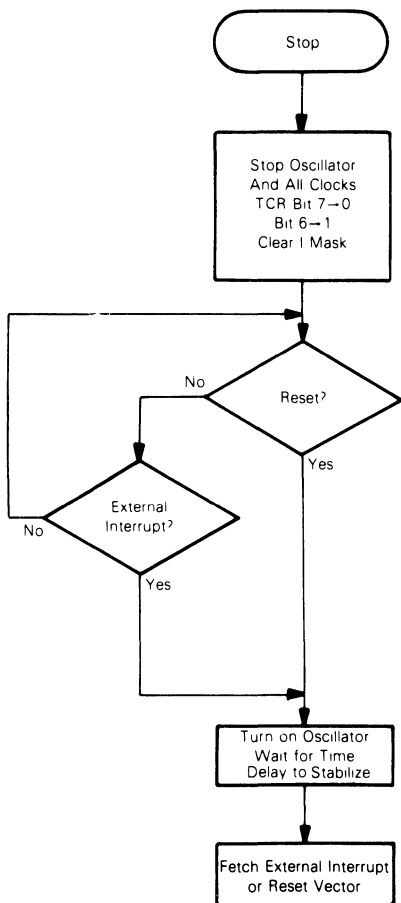 Stop
Stop Oscillator
And All Clocks
TCR Bit 7→0
Bit 6→1
Clear I Mask
No
Reset?
Yes
External
Interrupt?
No
Yes
Turn on Oscillator
Wait for Time
Delay to Stabilize
Fetch External Interrupt
or Reset Vector